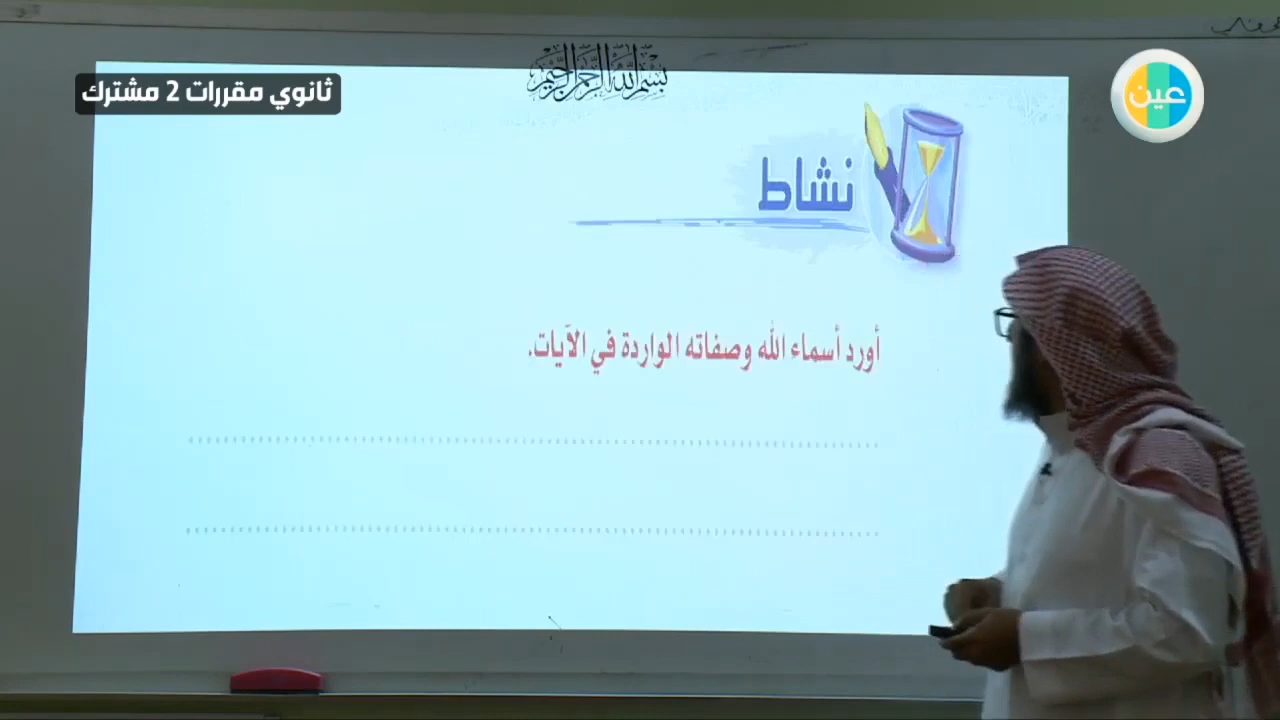 بسم الله الرحمن الرحيم
ثانوي مقررات 2 مشترك
عين
نشاط
أورد أسماء الله وصفاته الواردة في الآيات.